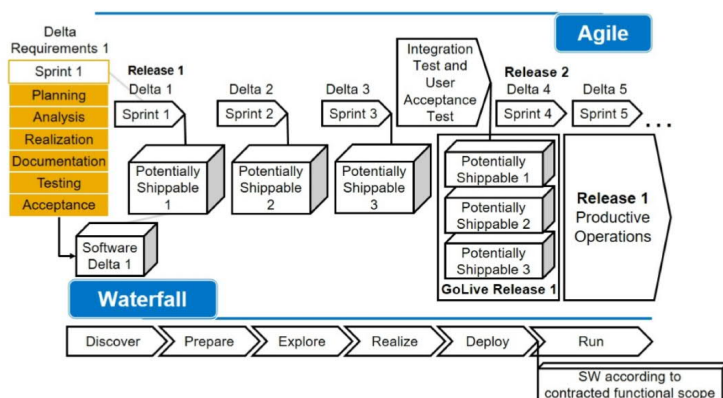 Agile
Delta
Requirements 1
Sprint 1
Planning
Analysis
Realization
Documentation
Testing
Acceptance
Software
Delta 1
Release 1
Delta 1
Sprint 1
Potentially
Shippable
1
Delta 2
Sprint 2
Potentially
Shippable
2
Delta 3
Sprint 3
Potentially
Shippable
3
Integration
Test and
User
Acceptance
Test
Release 2
Delta 4
Sprint 4
Delta 5
Sprint 5
...
Potentially
Shippable 1
Potentially
Shippable 2
Potentially
Shippable 3
GoLive Release 1
Release 1
Productive
Operations
Waterfall
Discover
Prepare
Explore
Realize
Deploy
Run
SW according to
contracted functional scope